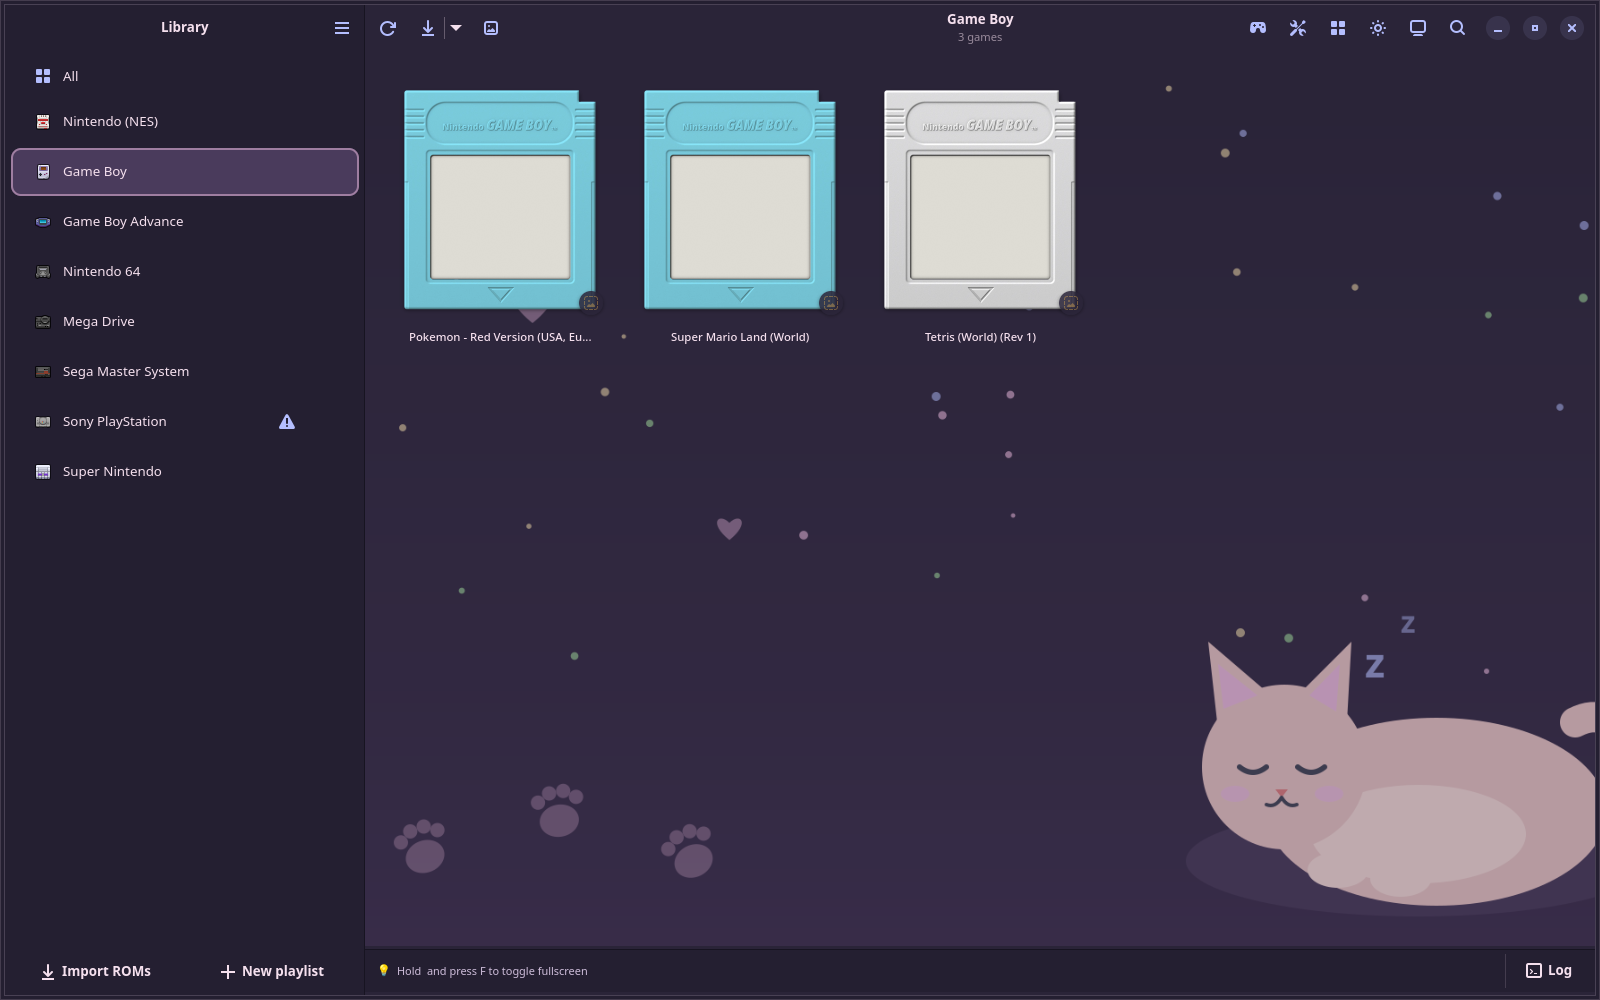 Library
All
Nintendo (NES)
Game Boy
Game Boy Advance
Nintendo 64
Mega Drive
Sega Master System
Sony PlayStation
Super Nintendo
Import ROMs
New playlist
Game Boy
3 games
Nintendo GAME BOY
Nintendo GAME BOY
Nintendo GAME BOY
Pokemon - Red Version (USA, Eu...
Super Mario Land (World)
Tetris (World) (Rev 1)
z
z
Hold and press F to toggle fullscreen
Log